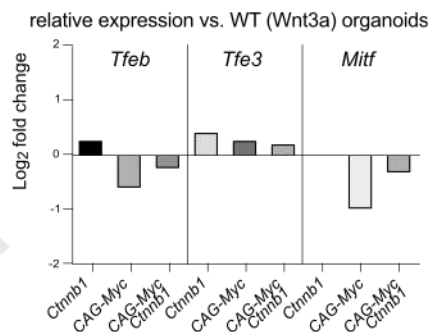 relative expression vs. WT (Wnt3a) organoids
Log2 fold change
2
1
0
-1
-2
Tfeb
Tfe3
Mitf
Ctnnb1
CAG-Myc
CAG-Myc
Ctnnb1
Ctnnb1
CAG-Myc
CAG-Myc
Ctnnb1
Ctnnb1
CAG-Myc
CAG-Myc
Ctnnb1